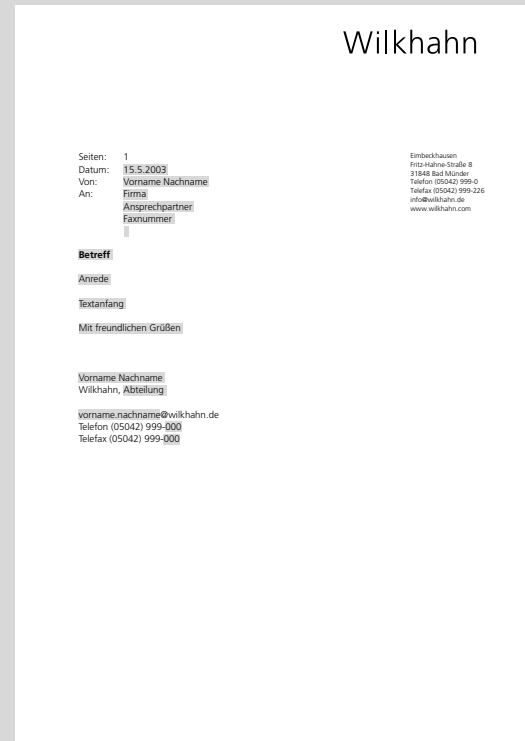 Wilkhahn
Seiten: 1
Datum: 15.5.2003
Von: Vorname Nachname
An: Firma
Ansprechpartner
Faxnummer
Eimbeckhausen
Fritz-Hahne-Straße 8
31848 Bad Münder
Telefon (05042) 999-0
Telefax (05042) 999-226
info@wilkhahn.de
www.wilkhahn.com
Betreff
Anrede
Textanfang
Mit freundlichen Grüßen
Vorname Nachname
Wilkhahn, Abteilung
vorname.nachname@wilkhahn.de
Telefon (05042) 999-000
Telefax (05042) 999-000